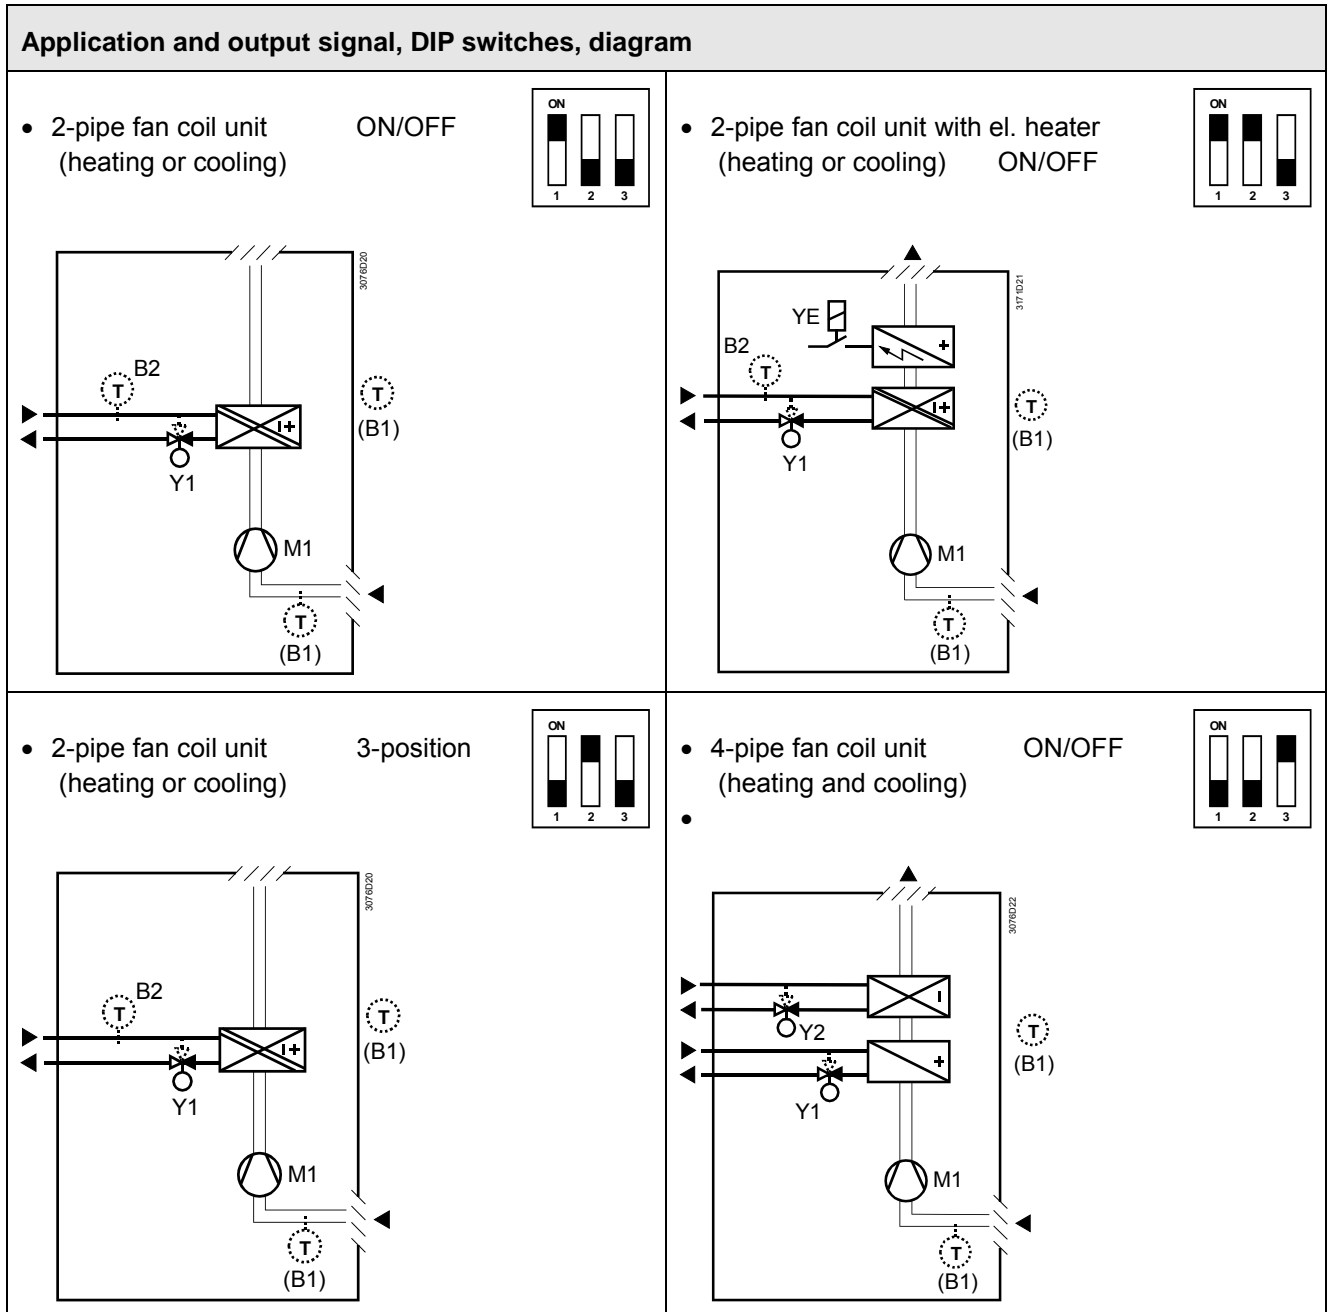 Application and output signal, DIP switches, diagram
• 2-pipe fan coil unit ON/OFF
(heating or cooling)
ON
1 2 3
3076D20
B2
T
T
(B1)
Y1
M1
T
(B1)
• 2-pipe fan coil unit with el. heater
(heating or cooling) ON/OFF
ON
1 2 3
3171D21
YE
+
B2
T
+
T
(B1)
Y1
M1
T
(B1)
• 2-pipe fan coil unit 3-position
(heating or cooling)
ON
1 2 3
3076D20
B2
T
T
(B1)
+
Y1
M1
T
(B1)
• 4-pipe fan coil unit ON/OFF
(heating and cooling)
•
ON
1 2 3
3076D22
Y2
T
(B1)
+
Y1
M1
T
(B1)